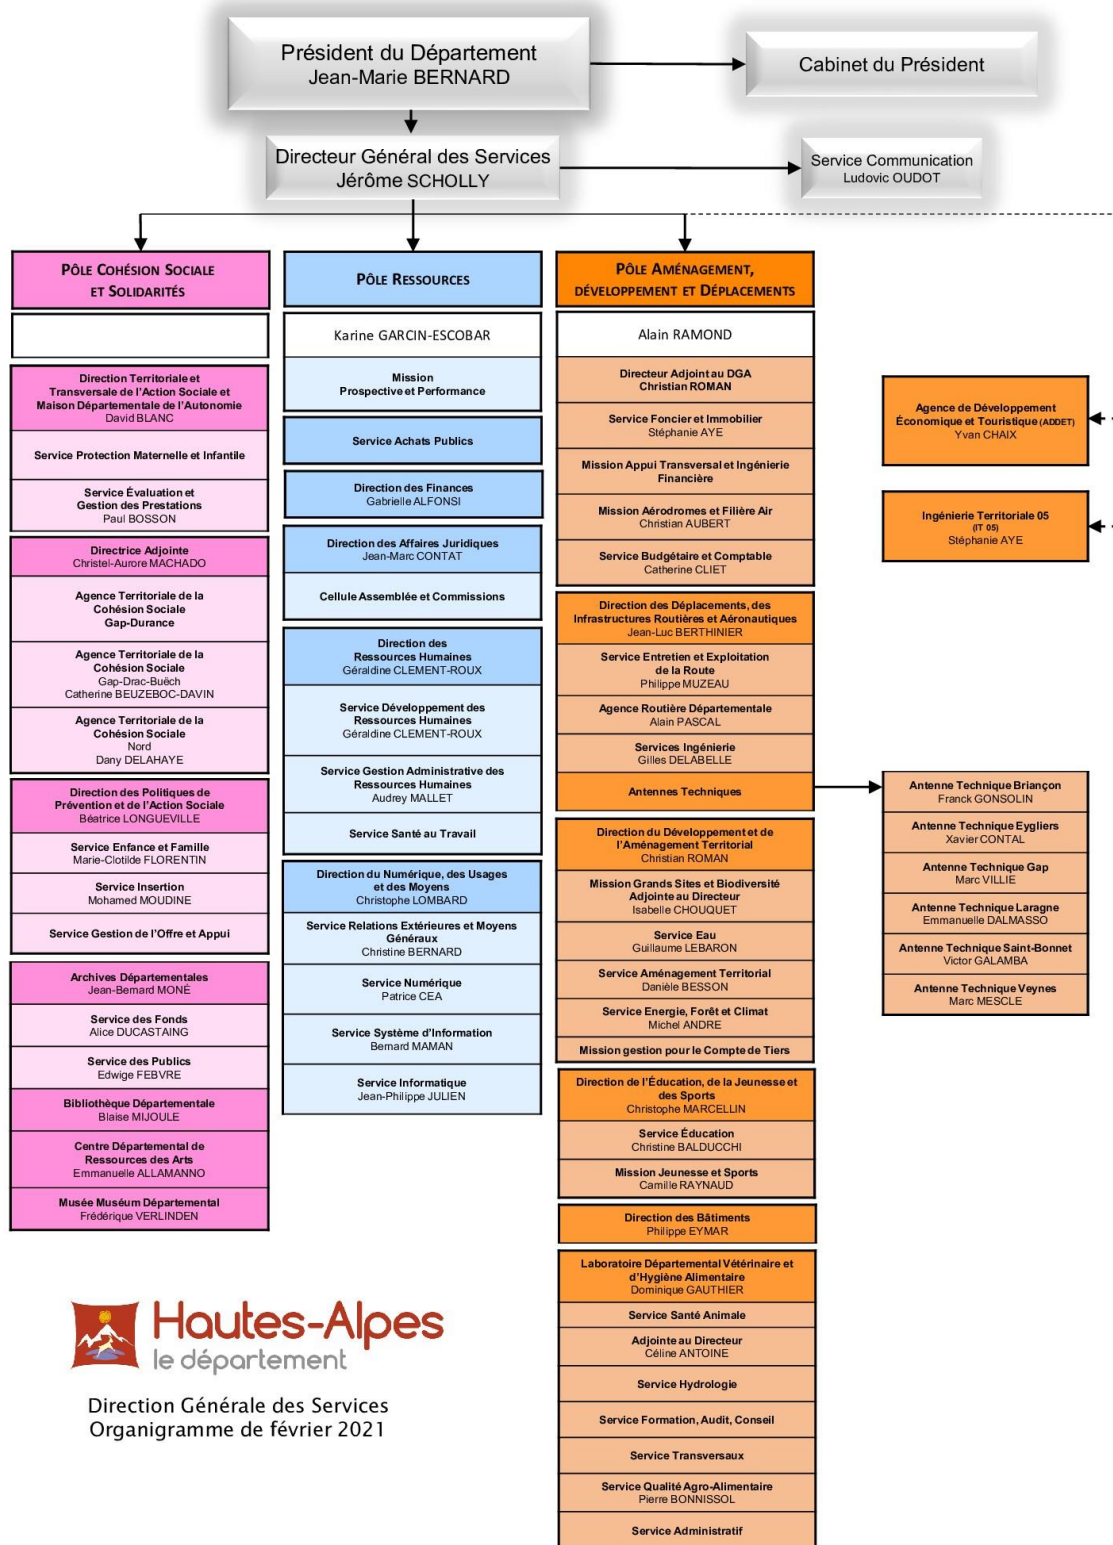 Président du Département
Jean-Marie BERNARD
Cabinet du Président
Directeur Général des Services
Jérôme SCHOLLY
Service Communication
Ludovic OUDOT
PÔLE COHÉSION SOCIALE
ET SOLIDARITÉS
Direction Territoriale et
Transversale de l'Action Sociale et
Maison Départementale de l'Autonomie
David BLANC
Service Protection Maternelle et Infantile
Service Évaluation et
Gestion des Prestations
Paul BOSSON
Directrice Adjointe
Christel-Aurore MACHADO
Agence Territoriale de la
Cohésion Sociale
Gap-Durance
Agence Territoriale de la
Cohésion Sociale
Gap-Drac-Buëch
Catherine BEUZEBOC-DAVIN
Agence Territoriale de la
Cohésion Sociale
Nord
Dany DELAHAYE
Direction des Politiques de
Prévention et de l'Action Sociale
Béatrice LONGUEVILLE
Service Enfance et Famille
Marie-Clotilde FLORENTIN
Service Insertion
Mohamed MOUDINE
Service Gestion de l'Offre et Appui
Archives Départementales
Jean-Bernard MONÉ
Service des Fonds
Alice DUCASTAING
Service des Publics
Edwige FEBVRE
Bibliothèque Départementale
Blaise MIJOULE
Centre Départemental de
Ressources des Arts
Emmanuelle ALLAMANNO
Musée Muséum Départemental
Frédérique VERLINDEN
PÔLE RESSOURCES
Karine GARCIN-ESCOBAR
Mission
Prospective et Performance
Service Achats Publics
Direction des Finances
Gabrielle ALFONSI
Direction des Affaires Juridiques
Jean-Marc CONTAT
Cellule Assemblée et Commissions
Direction des
Ressources Humaines
Géraldine CLEMENT-ROUX
Service Développement des
Ressources Humaines
Géraldine CLEMENT-ROUX
Service Gestion Administrative des
Ressources Humaines
Audrey MALLET
Service Santé au Travail
Direction du Numérique, des Usages
et des Moyens
Christophe LOMBARD
Service Relations Extérieures et Moyens
Généraux
Christine BERNARD
Service Numérique
Patrice CEA
Service Système d'Information
Bernard MAMAN
Service Informatique
Jean-Philippe JULIEN
PÔLE AMÉNAGEMENT,
DÉVELOPPEMENT ET DÉPLACEMENTS
Alain RAMOND
Directeur Adjoint au DGA
Christian ROMAN
Service Foncier et Immobilier
Stéphanie AYE
Mission Appui Transversal et Ingénierie
Financière
Mission Aérodromes et Filière Air
Christian AUBERT
Service Budgétaire et Comptable
Catherine CLIET
Direction des Déplacements, des
Infrastructures Routières et Aéronautiques
Jean-Luc BERTHINIER
Service Entretien et Exploitation
de la Route
Philippe MUZEAU
Agence Routière Départementale
Alain PASCAL
Services Ingénierie
Gilles DELABELLE
Antennes Techniques
Direction du Développement et de
l'Aménagement Territorial
Christian ROMAN
Mission Grands Sites et Biodiversité
Adjointe au Directeur
Isabelle CHOUQUET
Service Eau
Guillaume LEBARON
Service Aménagement Territorial
Danièle BESSON
Service Energie, Forêt et Climat
Michel ANDRE
Mission gestion pour le Compte de Tiers
Direction de l'Éducation, de la Jeunesse et
des Sports
Christophe MARCELLIN
Service Éducation
Christine BALDUCCHI
Mission Jeunesse et Sports
Camille RAYNAUD
Direction des Bâtiments
Philippe EYMAR
Laboratoire Départemental Vétérinaire et
d'Hygiène Alimentaire
Dominique GAUTHIER
Service Santé Animale
Adjointe au Directeur
Céline ANTOINE
Service Hydrologie
Service Formation, Audit, Conseil
Service Transversaux
Service Qualité Agro-Alimentaire
Pierre BONNISSOL
Service Administratif
Agence de Développement
Économique et Touristique (ADDET)
Yvan CHAIX
Ingénierie Territoriale 05
(IT 05)
Stéphanie AYE
Antenne Technique Briançon
Franck GONSOLIN
Antenne Technique Eygliers
Xavier CONTAL
Antenne Technique Gap
Marc VILLIE
Antenne Technique Laragne
Emmanuelle DALMASSO
Antenne Technique Saint-Bonnet
Victor GALAMBA
Antenne Technique Veynes
Marc MESCLE
Hautes-Alpes
le département
Direction Générale des Services
Organigramme de février 2021